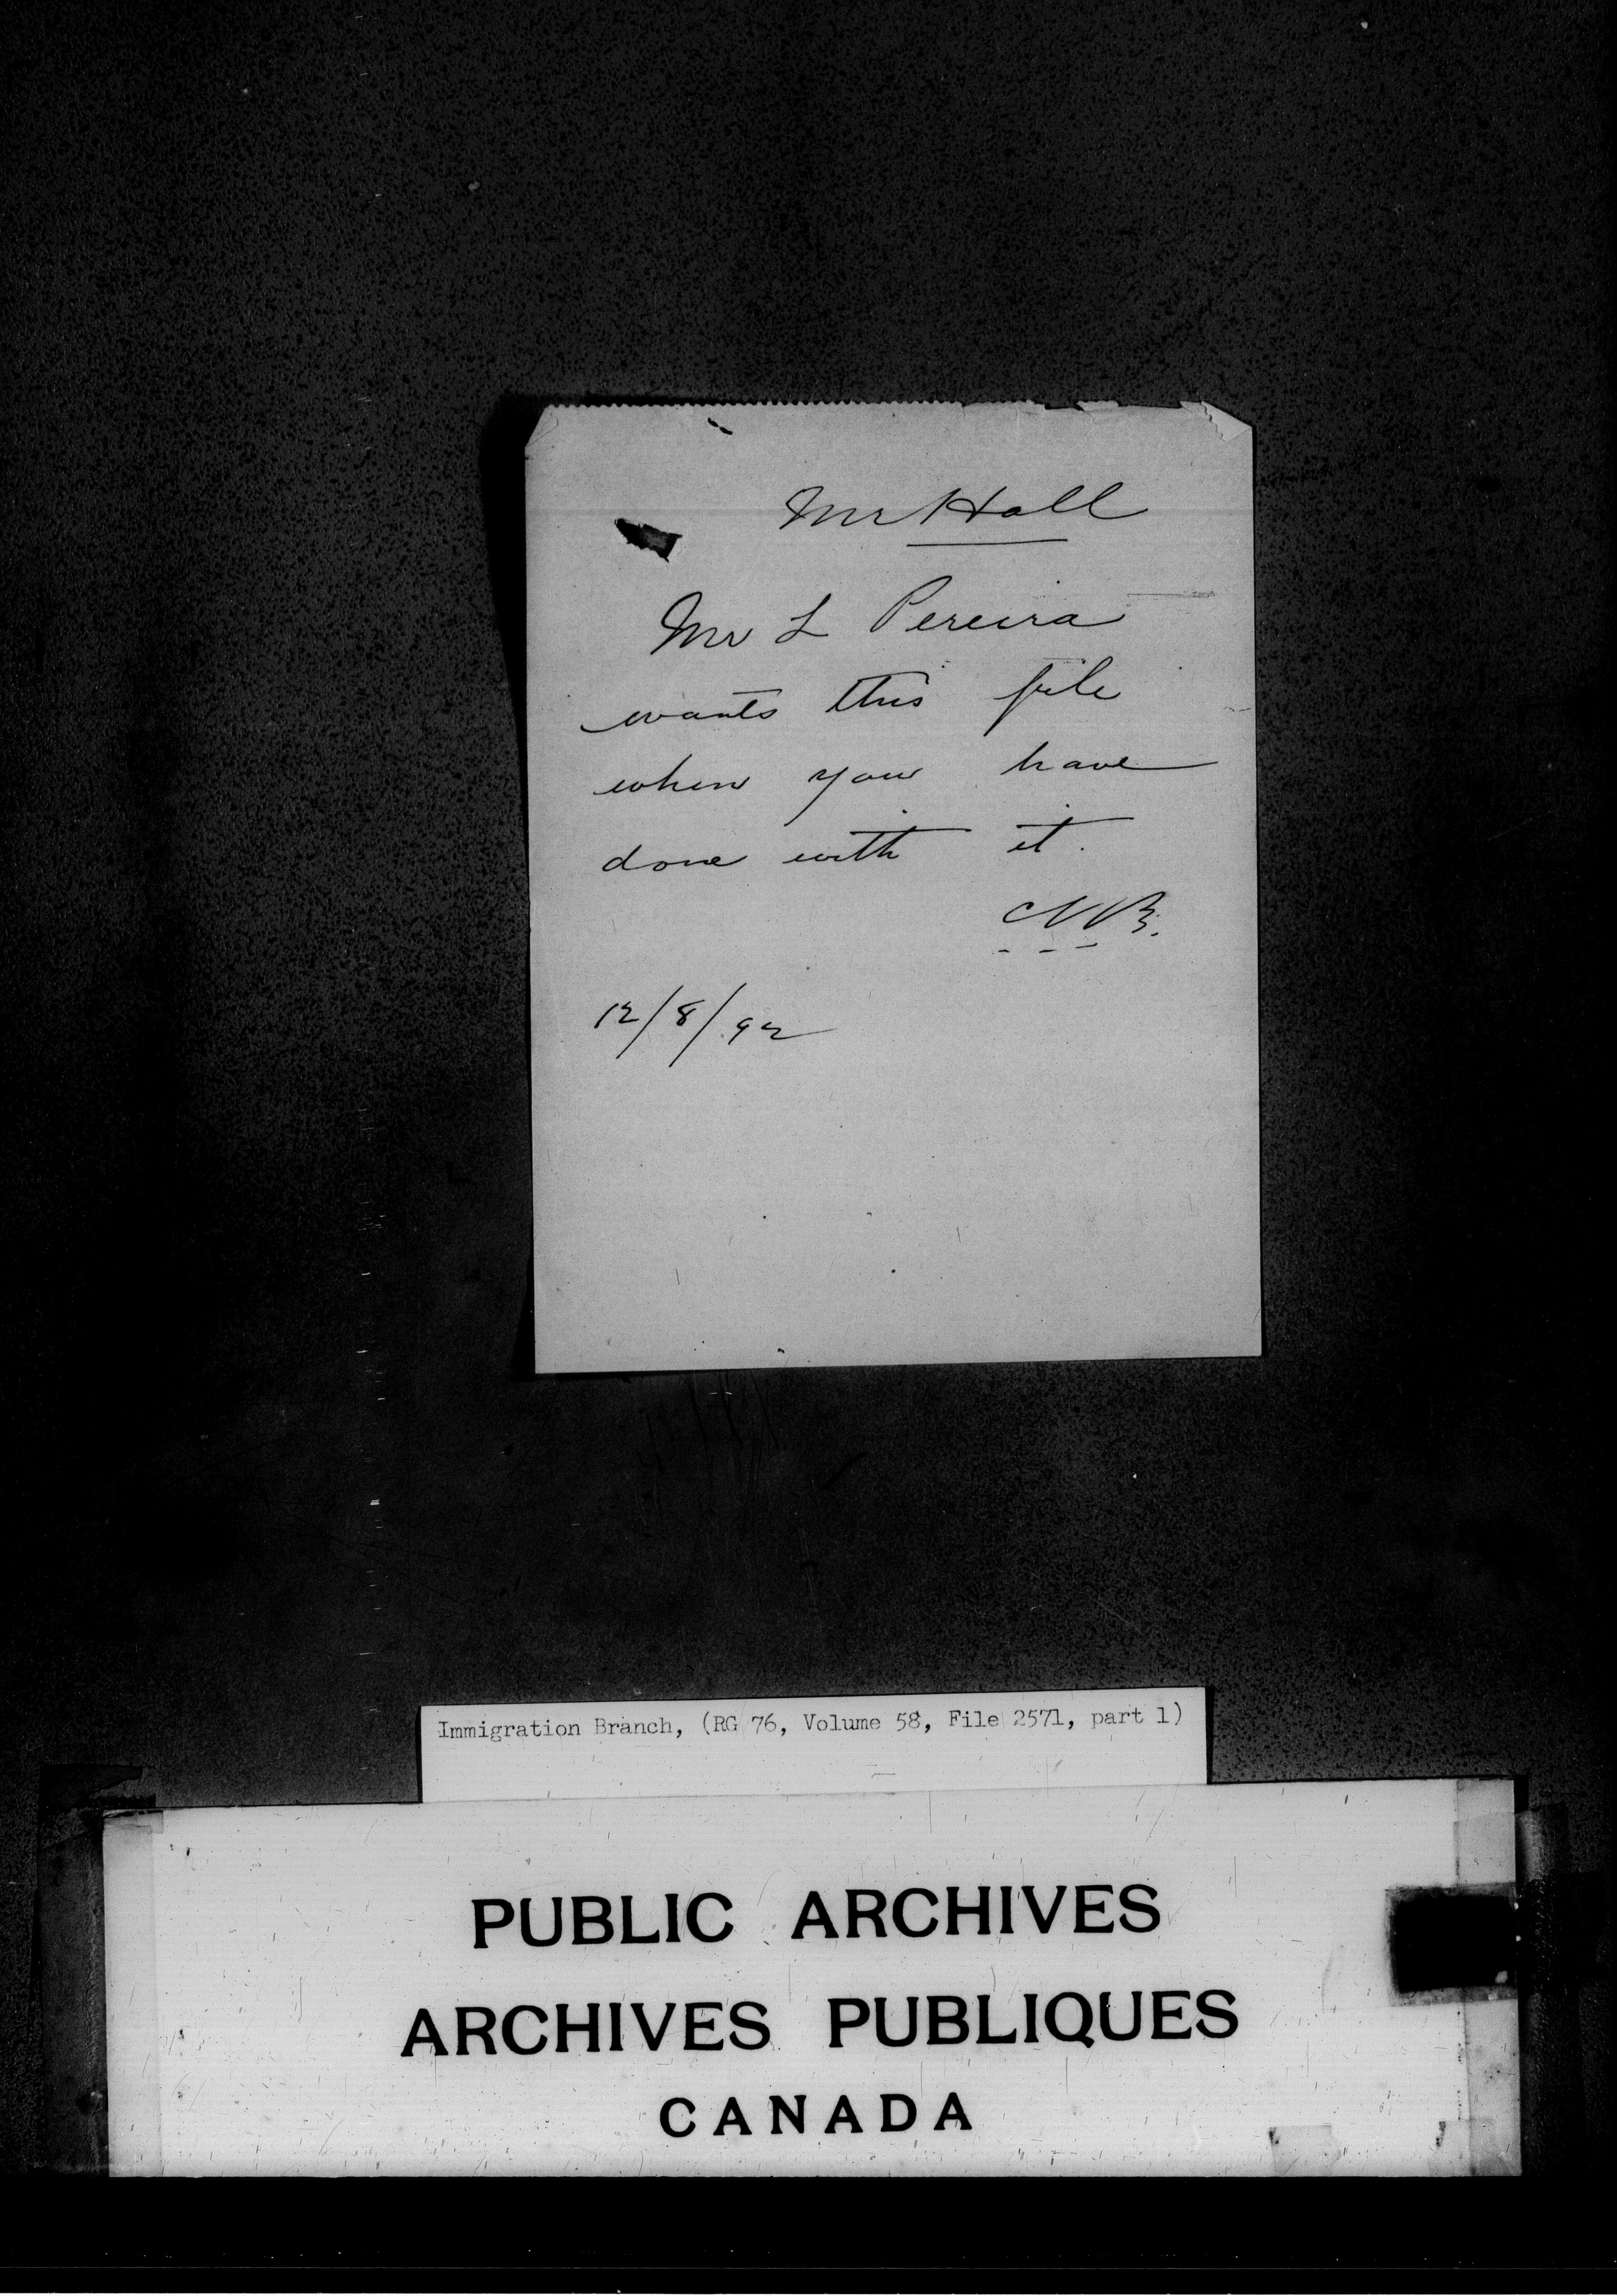 Mr Hall
Mr L Pereira
wants this file
when you have
done with it.
12/8/92
Immigration Branch, (RG 76, Volume 58, File 2571, part 1)
PUBLIC ARCHIVES
ARCHIVES PUBLIQUES
CANADA